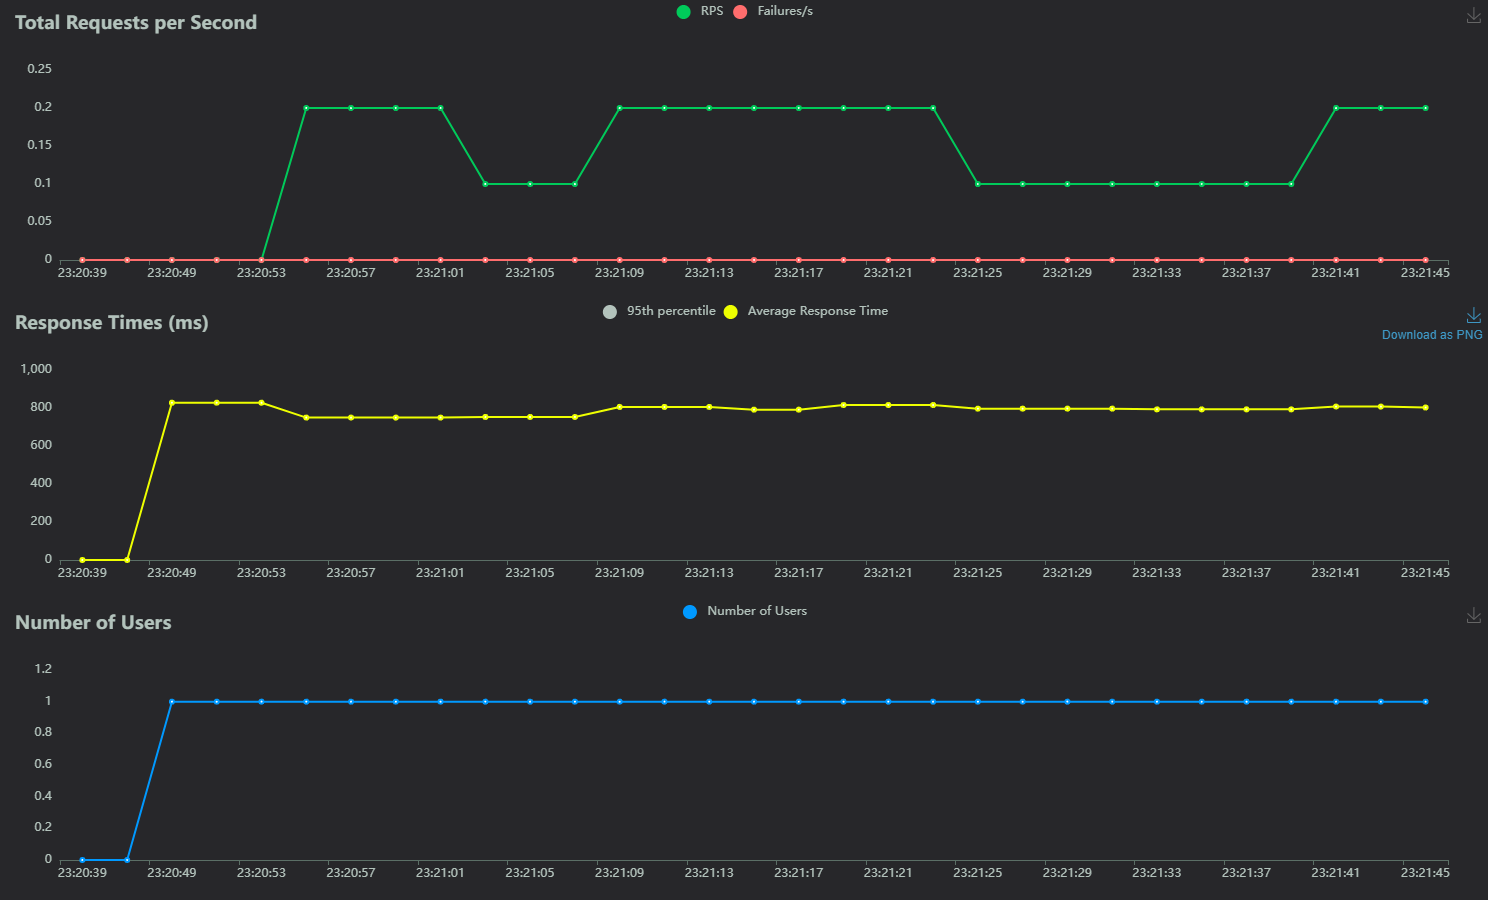 Total Requests per Second
RPS Failures/s
0.25
0.2
0.15
0.1
0.05
0
23:20:39 23:20:49 23:20:53 23:20:57 23:21:01 23:21:05 23:21:09 23:21:13 23:21:17 23:21:21 23:21:25 23:21:29 23:21:33 23:21:37 23:21:41 23:21:45
Response Times (ms)
95th percentile Average Response Time
Download as PNG
1,000
800
600
400
200
0
23:20:39 23:20:49 23:20:53 23:20:57 23:21:01 23:21:05 23:21:09 23:21:13 23:21:17 23:21:21 23:21:25 23:21:29 23:21:33 23:21:37 23:21:41 23:21:45
Number of Users
Number of Users
1.2
1
0.8
0.6
0.4
0.2
0
23:20:39 23:20:49 23:20:53 23:20:57 23:21:01 23:21:05 23:21:09 23:21:13 23:21:17 23:21:21 23:21:25 23:21:29 23:21:33 23:21:37 23:21:41 23:21:45